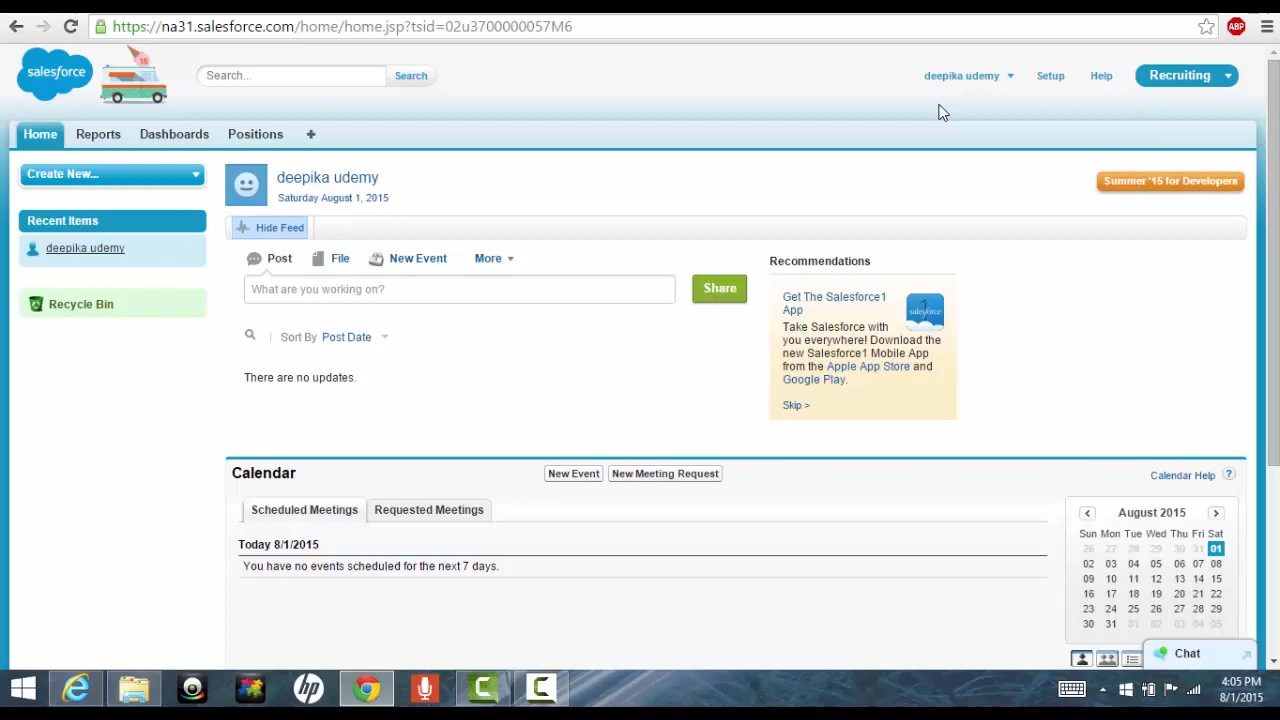 https://na31.salesforce.com/home/home.jsp?tsid=02u3700000057M6
ABP
salesforce
15
Search...
Search
deepika udemy
Setup
Help
Recruiting
Home
Reports
Dashboards
Positions
+
Create New...
deepika udemy
Saturday August 1, 2015
Summer '15 for Developers
Recent Items
deepika udemy
Recycle Bin
Hide Feed
Post
File
New Event
More
What are you working on?
Share
Sort By Post Date
There are no updates.
Recommendations
Get The Salesforce1
App
Take Salesforce with
you everywhere! Download the
new Salesforce1 Mobile App
from the Apple App Store and
Google Play.
Skip >
salesforce
1
Calendar
New Event
New Meeting Request
Calendar Help ?
Scheduled Meetings
Requested Meetings
Today 8/1/2015
You have no events scheduled for the next 7 days.
August 2015
Sun Mon Tue Wed Thu Fri Sat
26 27 28 29 30 31 01
02 03 04 05 06 07 08
09 10 11 12 13 14 15
16 17 18 19 20 21 22
23 24 25 26 27 28 29
30 31 01 02 03 04 05
Chat
hp
4:05 PM
8/1/2015